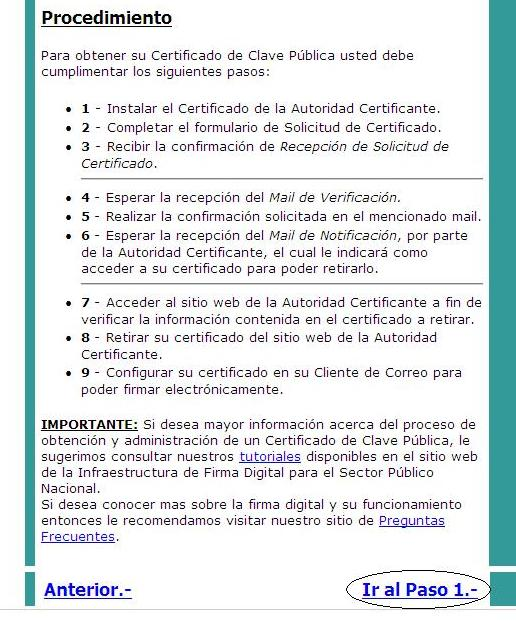 Procedimiento
Para obtener su Certificado de Clave Pública usted debe
cumplimentar los siguientes pasos:
• 1 - Instalar el Certificado de la Autoridad Certificante.
• 2 - Completar el formulario de Solicitud de Certificado.
• 3 - Recibir la confirmación de Recepción de Solicitud de
Certificado.
• 4 - Esperar la recepción del Mail de Verificación.
• 5 - Realizar la confirmación solicitada en el mencionado mail.
• 6 - Esperar la recepción del Mail de Notificación, por parte
de la Autoridad Certificante, el cual le indicará como
acceder a su certificado para poder retirarlo.
• 7 - Acceder al sitio web de la Autoridad Certificante a fin de
verificar la información contenida en el certificado a retirar.
• 8 - Retirar su certificado del sitio web de la Autoridad
Certificante.
• 9 - Configurar su certificado en su Cliente de Correo para
poder firmar electrónicamente.
IMPORTANTE: Si desea mayor información acerca del proceso de
obtención y administración de un Certificado de Clave Pública, le
sugerimos consultar nuestros tutoriales disponibles en el sitio web
de la Infraestructura de Firma Digital para el Sector Público
Nacional.
Si desea conocer mas sobre la firma digital y su funcionamiento
entonces le recomendamos visitar nuestro sitio de Preguntas
Frecuentes.
Anterior.- Ir al Paso 1.-